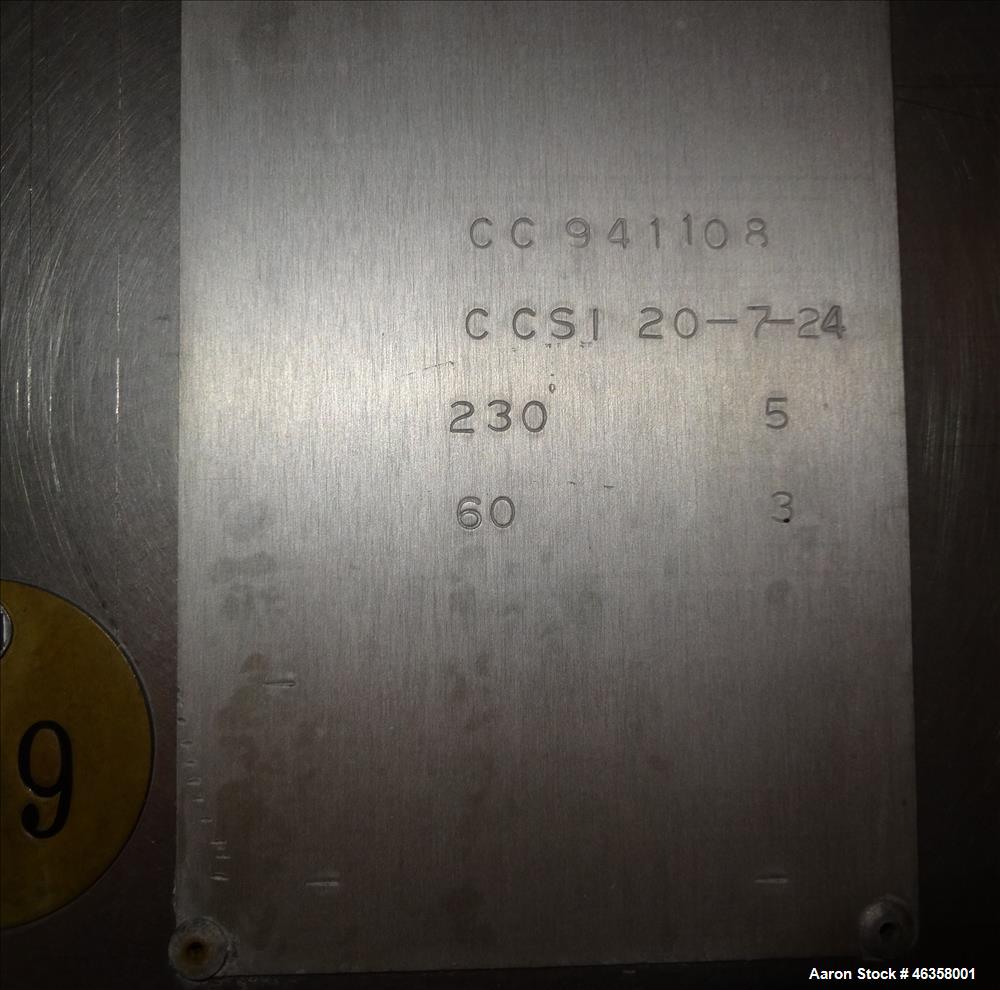 CC 941108
CCSI 20-7-24
230 5
60 3
9
Aaron Stock # 46358001